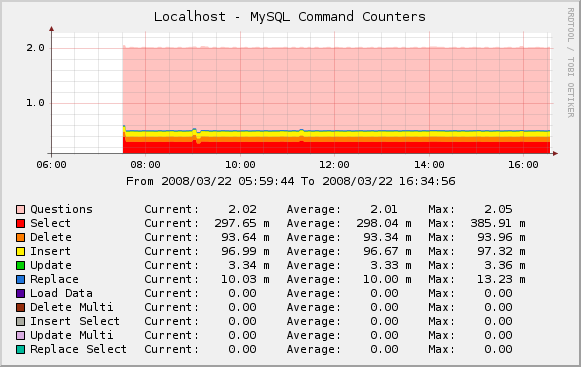 Localhost - MySQL Command Counters
RRDTOOL / TOBI OETIKER
2.0
1.0
06:00 08:00 10:00 12:00 14:00 16:00
From 2008/03/22 05:59:44 To 2008/03/22 16:34:56
Questions Current: 2.02 Average: 2.01 Max: 2.05
Select Current: 297.65 m Average: 298.04 m Max: 385.91 m
Delete Current: 93.64 m Average: 93.34 m Max: 93.96 m
Insert Current: 96.99 m Average: 96.67 m Max: 97.32 m
Update Current: 3.34 m Average: 3.33 m Max: 3.36 m
Replace Current: 10.03 m Average: 10.00 m Max: 13.23 m
Load Data Current: 0.00 Average: 0.00 Max: 0.00
Delete Multi Current: 0.00 Average: 0.00 Max: 0.00
Insert Select Current: 0.00 Average: 0.00 Max: 0.00
Update Multi Current: 0.00 Average: 0.00 Max: 0.00
Replace Select Current: 0.00 Average: 0.00 Max: 0.00